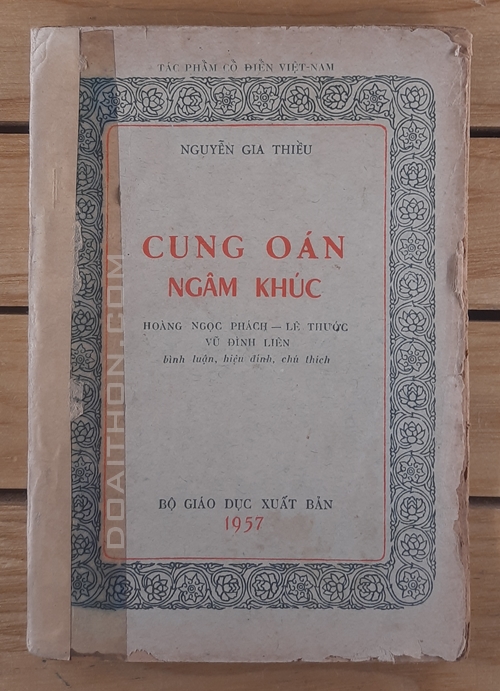 TÁC PHẨM CỔ ĐIỂN VIỆT-NAM
NGUYỄN GIA THIỀU
CUNG OÁN
NGÂM KHÚC
HOÀNG NGỌC PHÁCH — LÊ THƯỚC
VŨ ĐÌNH LIÊN
bình luận, hiệu đính, chú thích
BỘ GIÁO DỤC XUẤT BẢN
1957
DOAITHON.COM